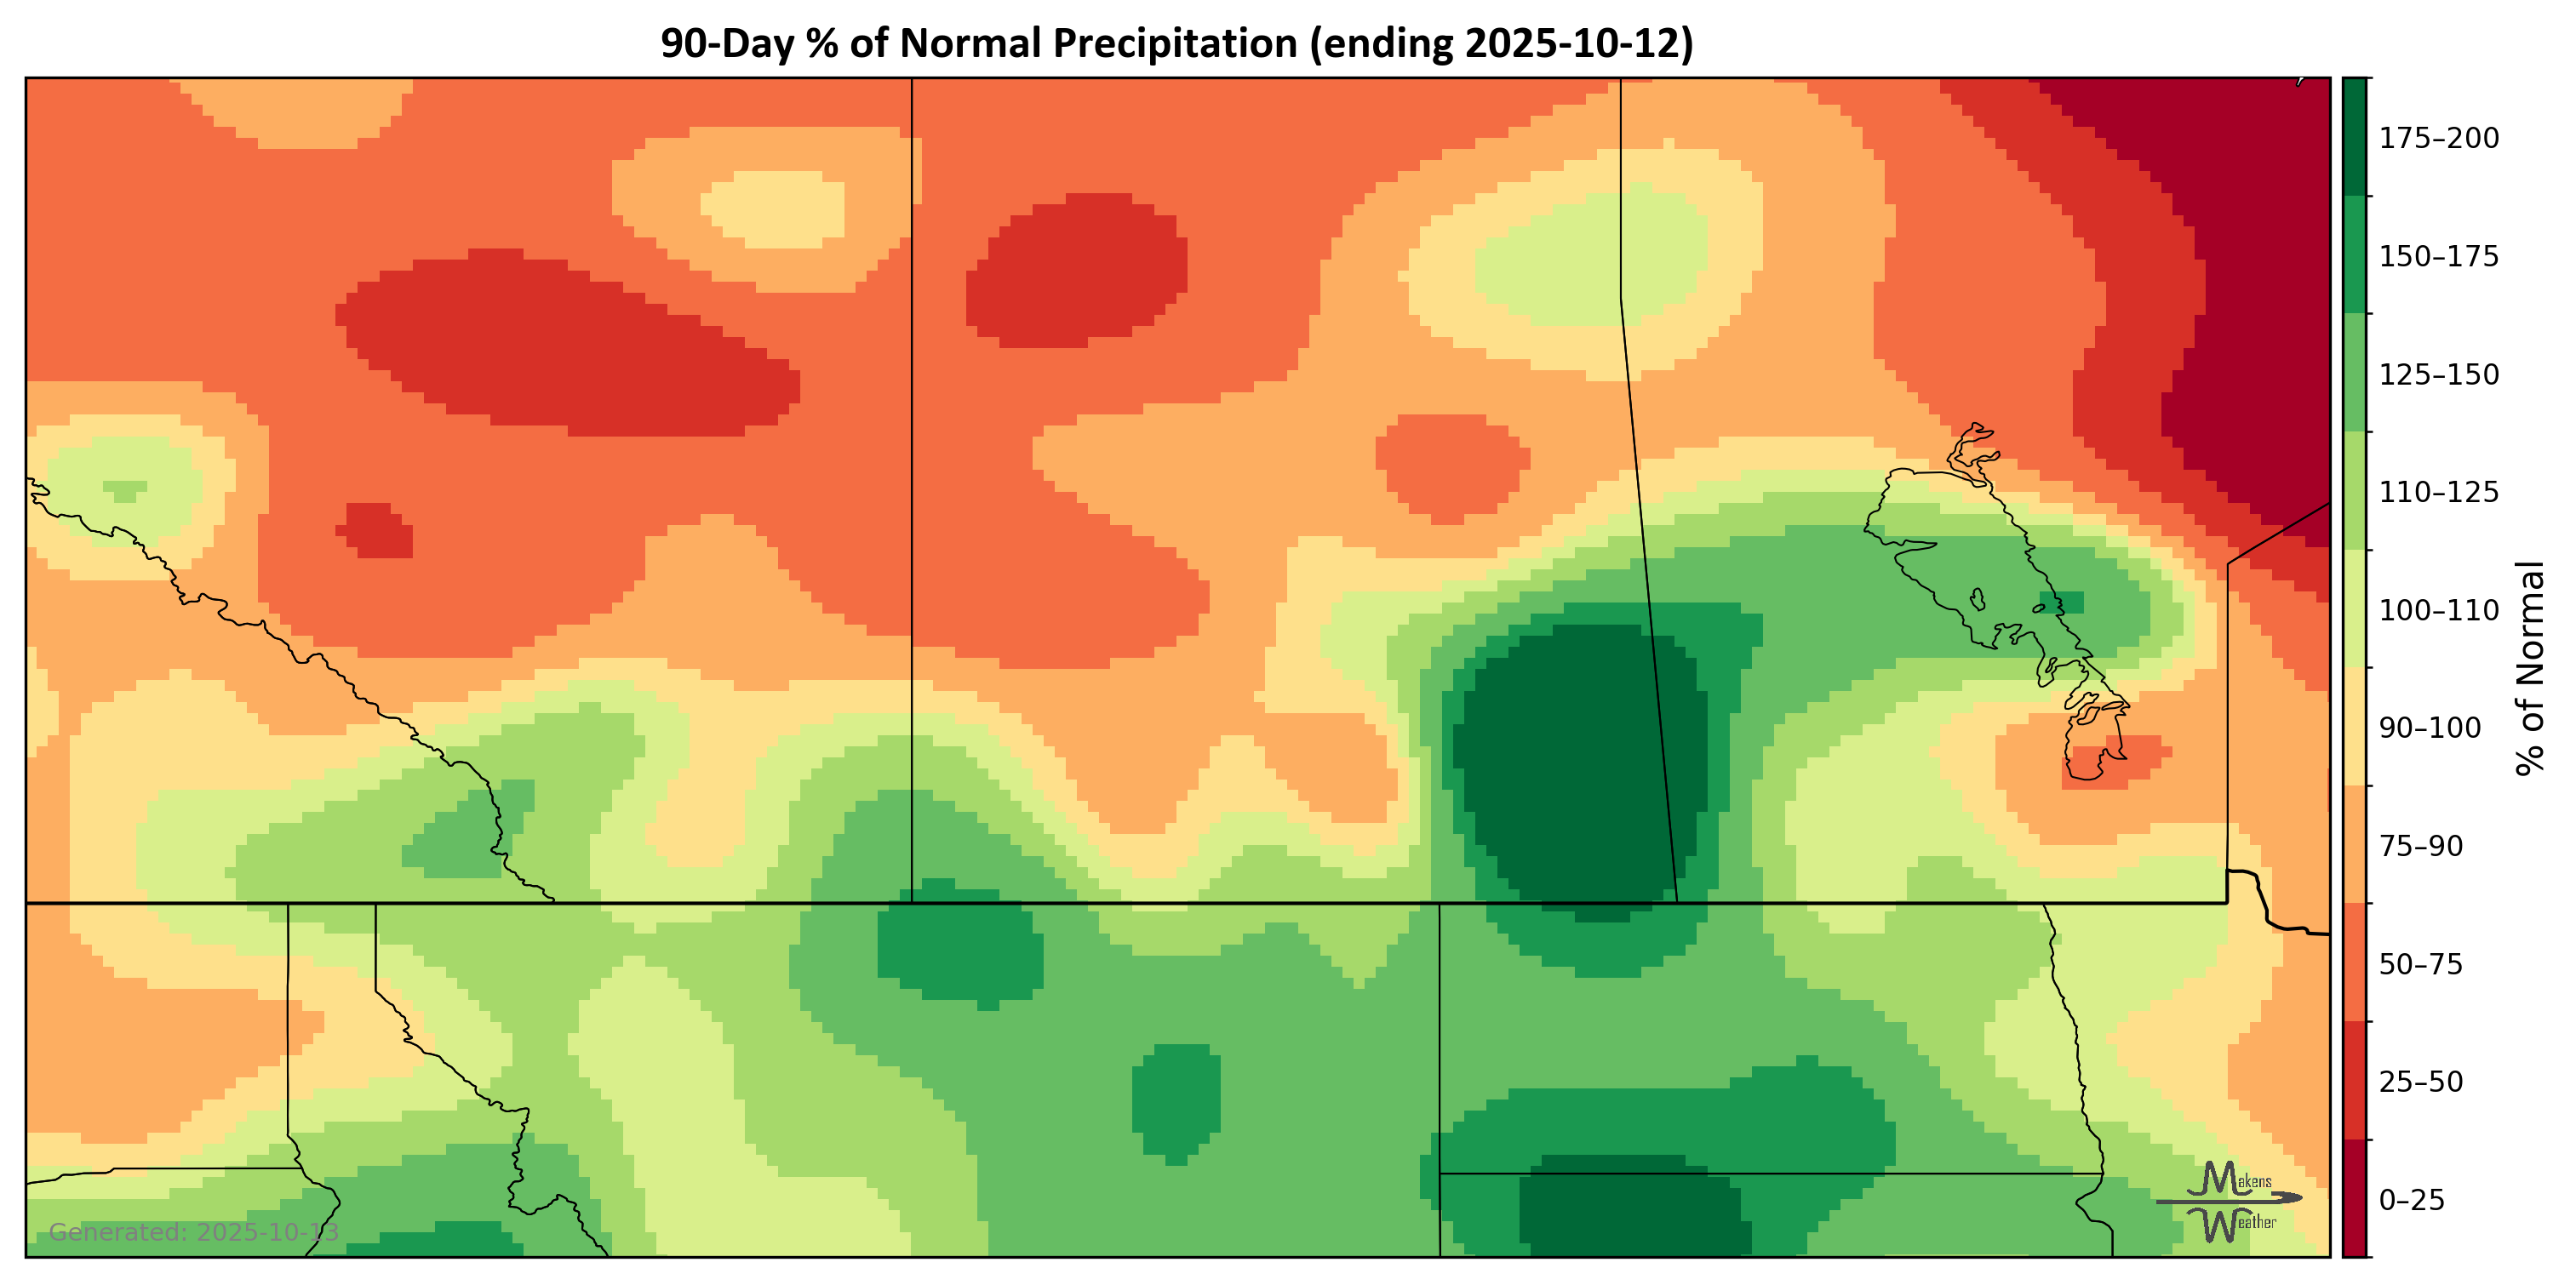 90-Day % of Normal Precipitation (ending 2025-10-12)
175–200
150–175
125–150
110–125
100–110
90–100
75–90
50–75
25–50
0–25
% of Normal
Generated: 2025-10-13
Makens
Weather